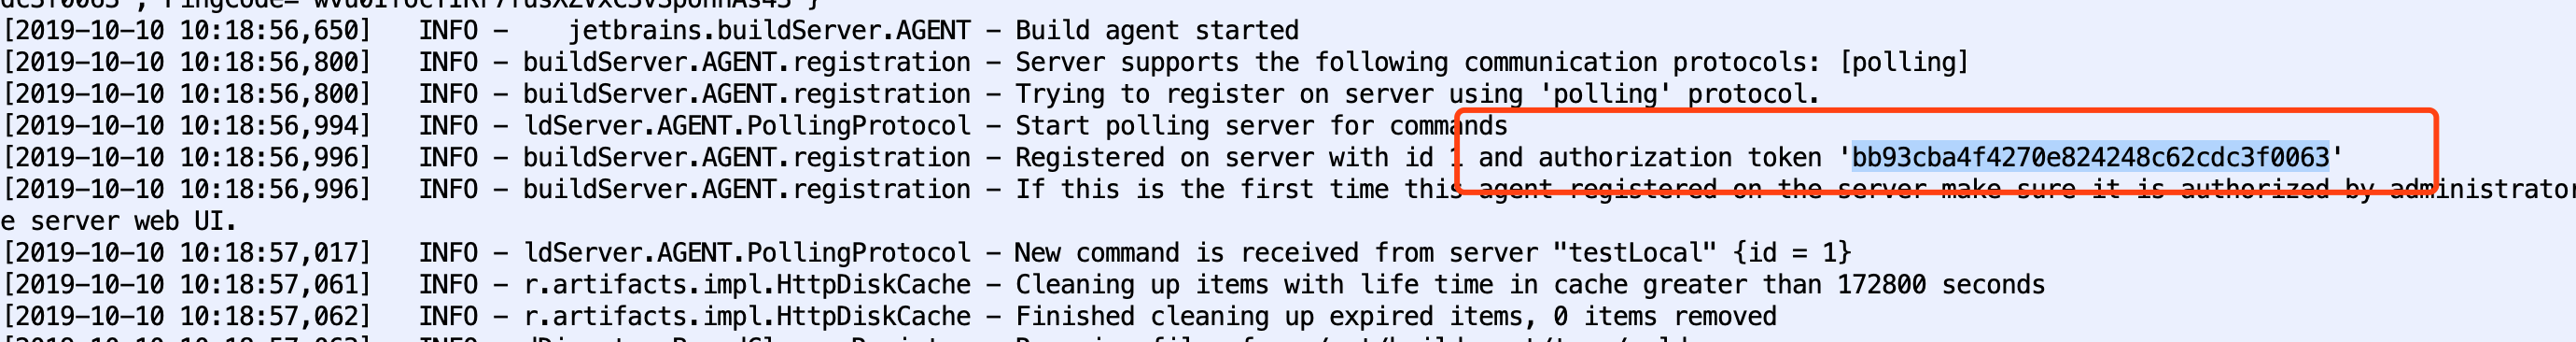 [2019-10-10 10:18:56,650]   INFO -    jetbrains.buildServer.AGENT - Build agent started
[2019-10-10 10:18:56,800]   INFO - buildServer.AGENT.registration - Server supports the following communication protocols: [polling]
[2019-10-10 10:18:56,800]   INFO - buildServer.AGENT.registration - Trying to register on server using 'polling' protocol.
[2019-10-10 10:18:56,994]   INFO - ldServer.AGENT.PollingProtocol - Start polling server for commands
[2019-10-10 10:18:56,996]   INFO - buildServer.AGENT.registration - Registered on server with id 1 and authorization token 'bb93cba4f4270e824248c62cdc3f0063'
[2019-10-10 10:18:56,996]   INFO - buildServer.AGENT.registration - If this is the first time this agent registered on the server make sure it is authorized by administrator
e server web UI.
[2019-10-10 10:18:57,017]   INFO - ldServer.AGENT.PollingProtocol - New command is received from server "testLocal" {id = 1}
[2019-10-10 10:18:57,061]   INFO - r.artifacts.impl.HttpDiskCache - Cleaning up items with life time in cache greater than 172800 seconds
[2019-10-10 10:18:57,062]   INFO - r.artifacts.impl.HttpDiskCache - Finished cleaning up expired items, 0 items removed